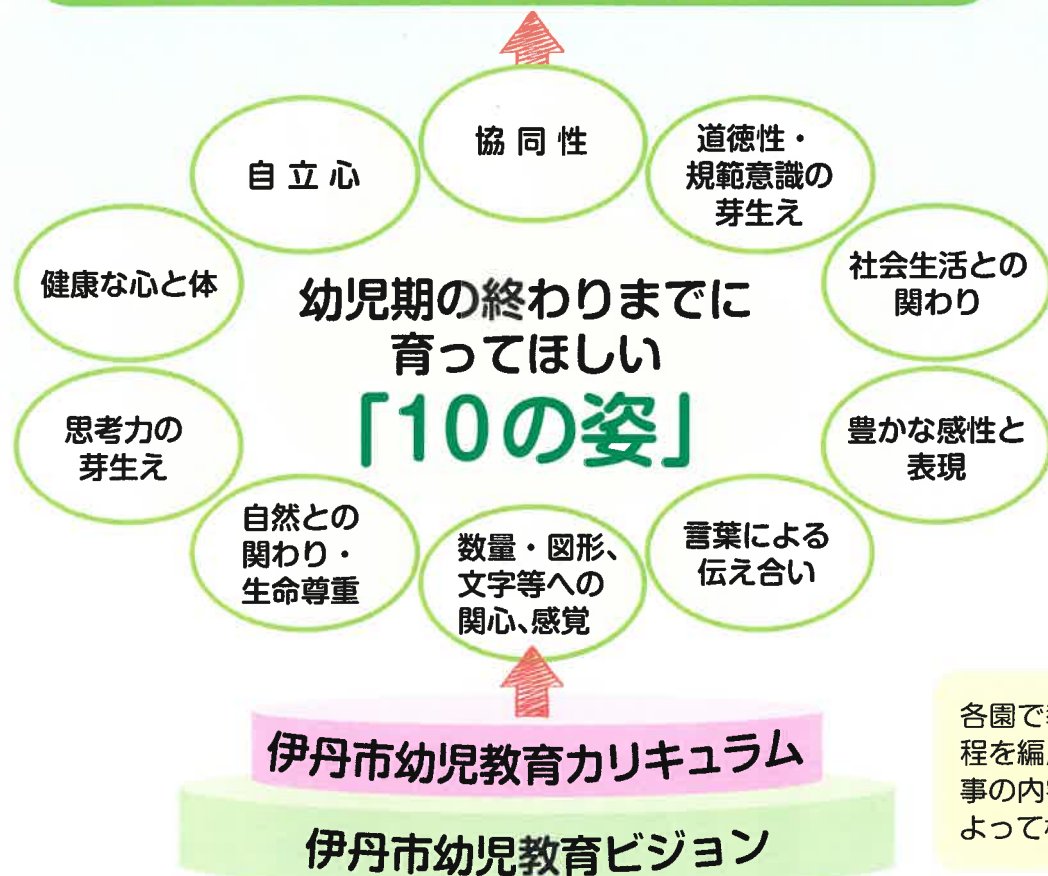 協同性
自立心
道徳性・
規範意識の
芽生え
健康な心と体
社会生活との
関わり
幼児期の終わりまでに
育ってほしい
「10の姿」
思考力の
芽生え
豊かな感性と
表現
自然との
関わり・
生命尊重
数量・図形、
文字等への
関心、感覚
言葉による
伝え合い
伊丹市幼児教育カリキュラム
伊丹市幼児教育ビジョン
各園で
程を編
事の内
よって